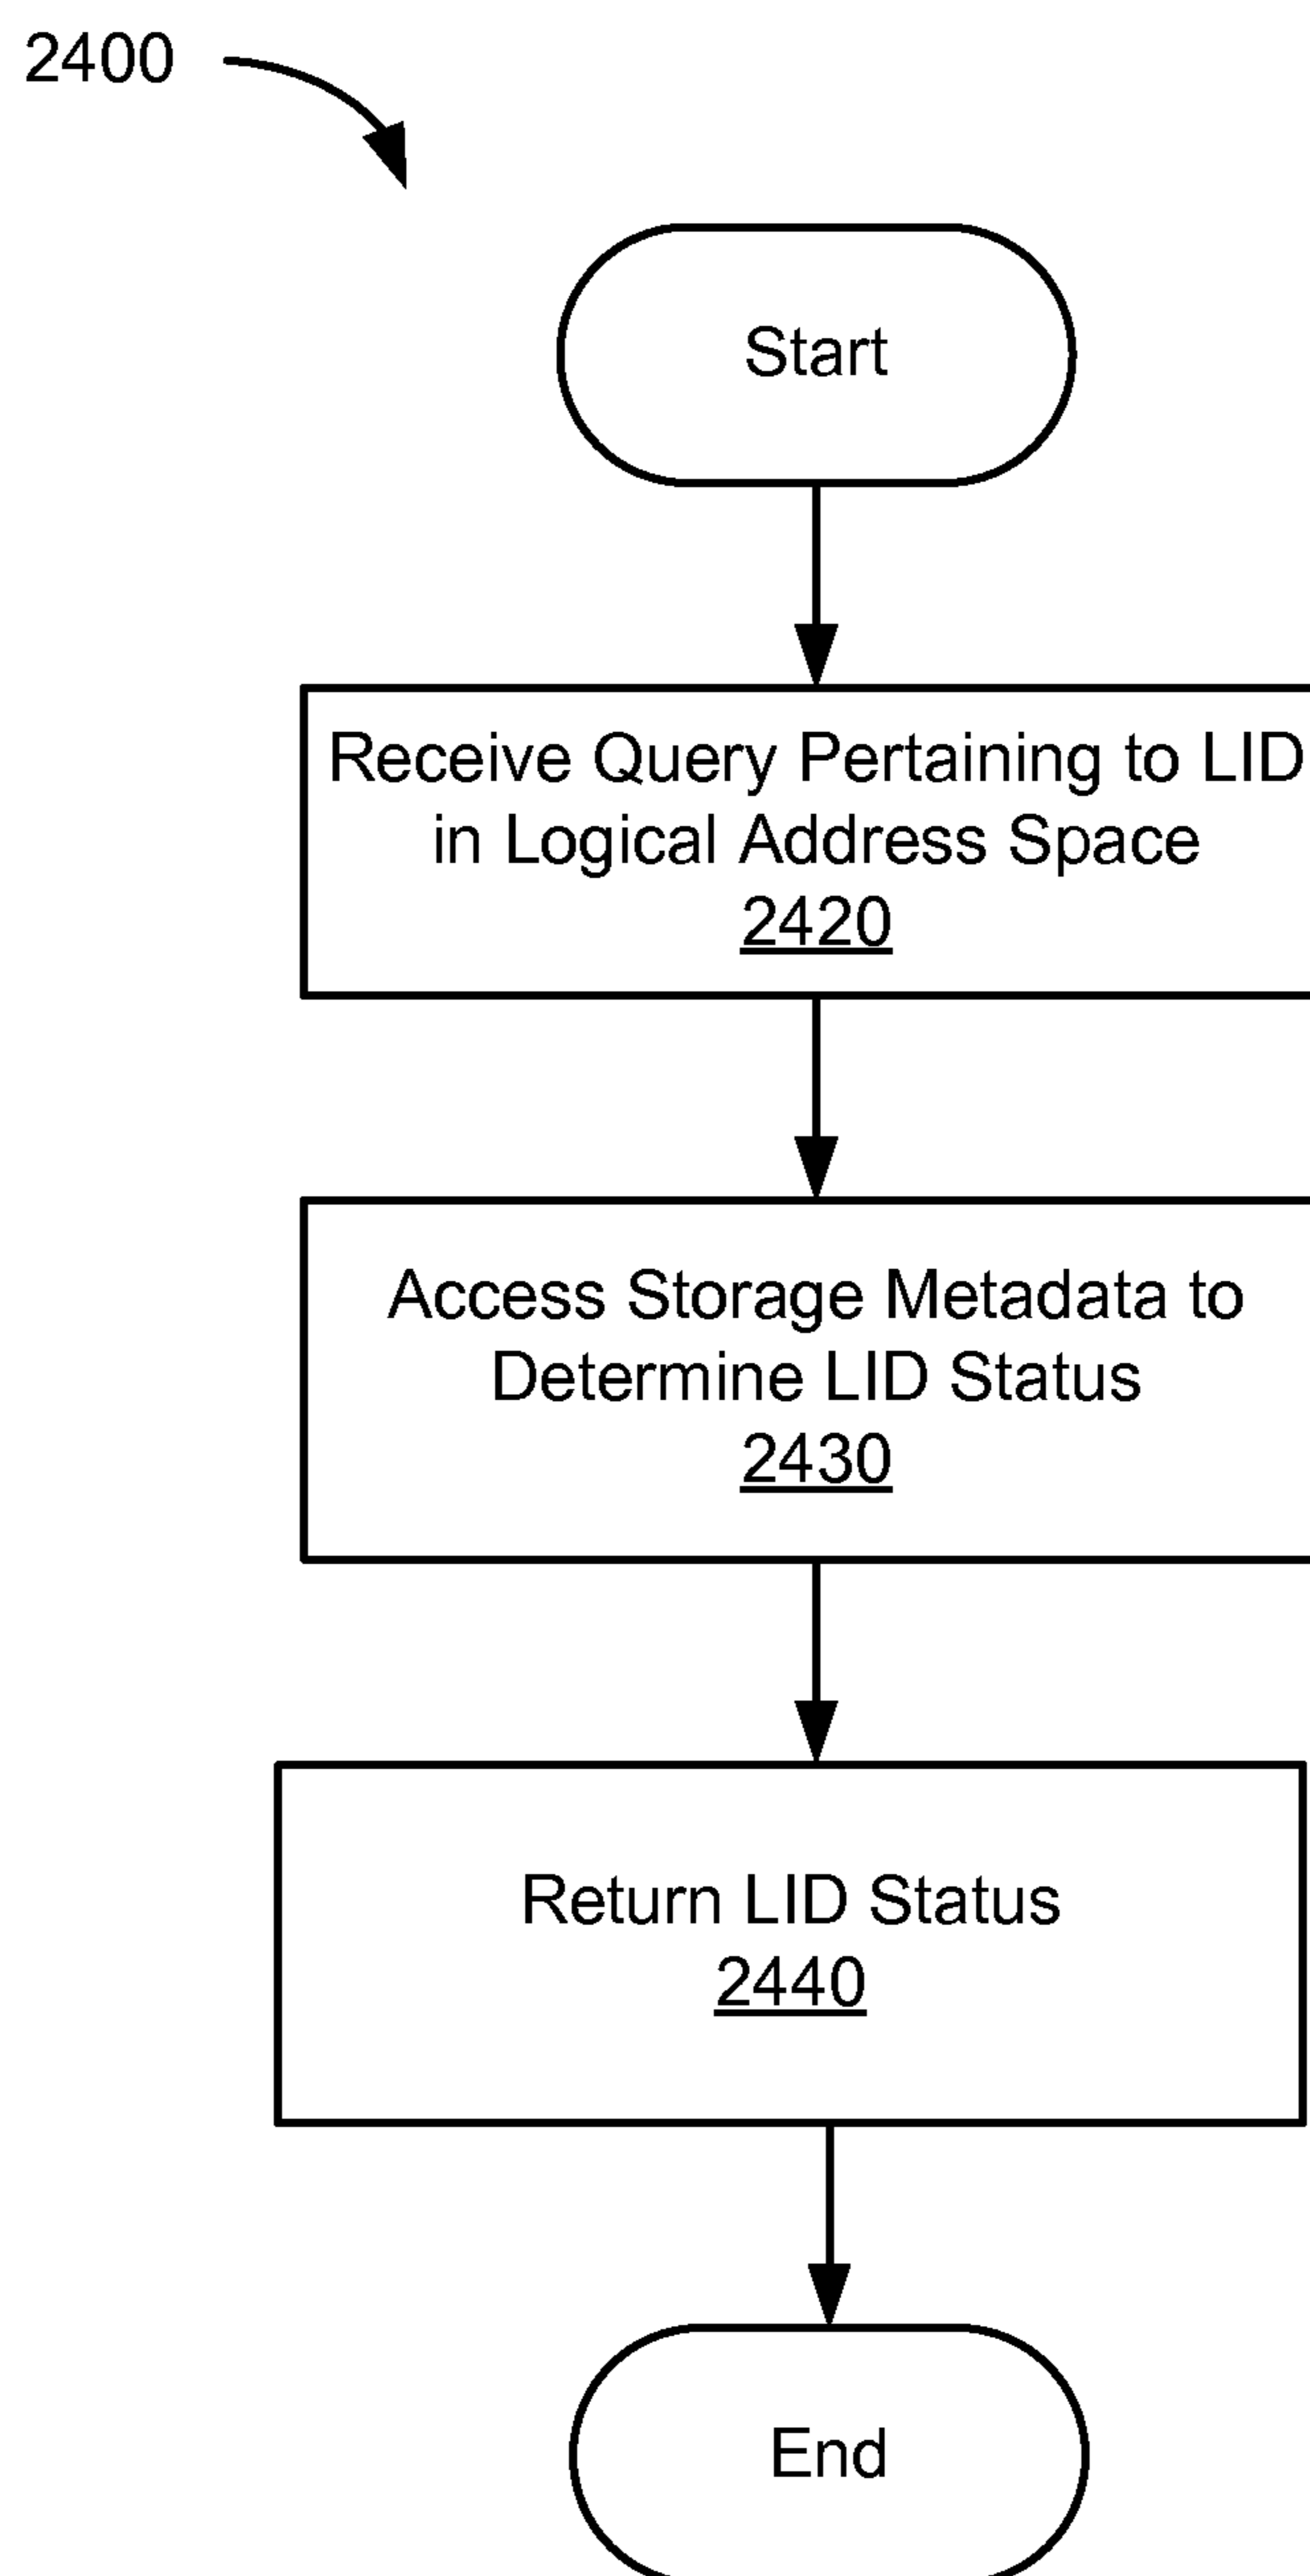 2400
Start
Receive Query Pertaining to LID
in Logical Address Space
2420
Access Storage Metadata to
Determine LID Status
2430
Return LID Status
2440
End